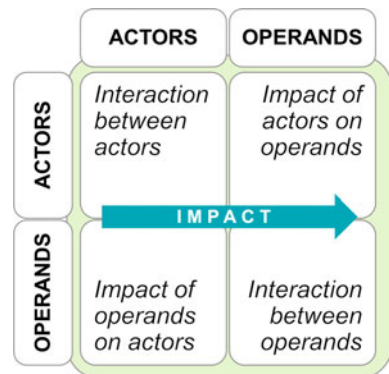 ACTORS
OPERANDS
ACTORS
Interaction
between
actors
Impact of
actors on
operands
IMPACT
OPERANDS
Impact of
operands
on actors
Interaction
between
operands